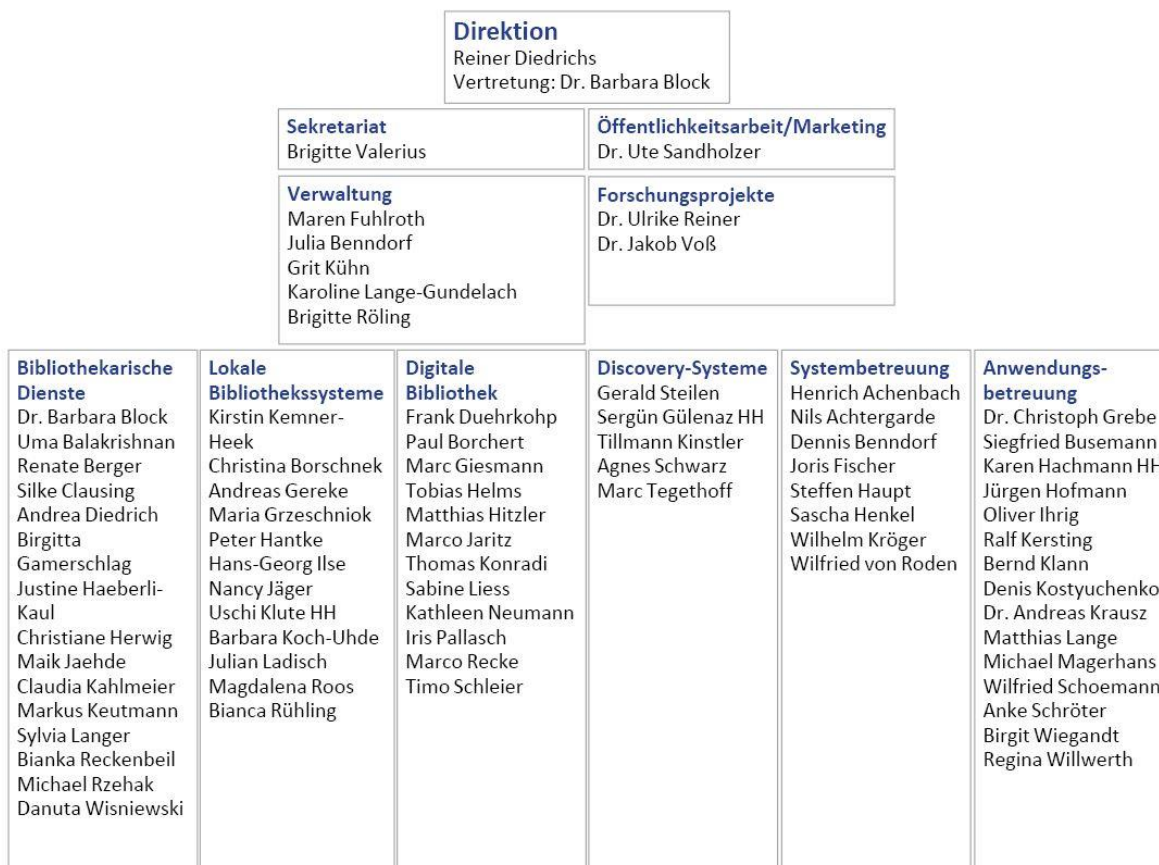 Direktion
Reiner Diedrichs
Vertretung: Dr. Barbara Block
Sekretariat
Brigitte Valerius
Öffentlichkeitsarbeit/Marketing
Dr. Ute Sandholzer
Verwaltung
Maren Fuhlroth
Julia Benndorf
Grit Kühn
Karoline Lange-Gundelach
Brigitte Röling
Forschungsprojekte
Dr. Ulrike Reiner
Dr. Jakob Voß
Bibliothekarische
Dienste
Dr. Barbara Block
Uma Balakrishnan
Renate Berger
Silke Clausing
Andrea Diedrich
Birgitta
Gamerschlag
Justine Haeberli-
Kaul
Christiane Herwig
Maik Jaehde
Claudia Kahlmeier
Markus Keutmann
Sylvia Langer
Bianka Reckenbeil
Michael Rzehak
Danuta Wisniewski
Lokale
Bibliothekssysteme
Kirstin Kemner-
Heek
Christina Borschnek
Andreas Gereke
Maria Grzeschniok
Peter Hantke
Hans-Georg Ilse
Nancy Jäger
Uschi Klute HH
Barbara Koch-Uhde
Julian Ladisch
Magdalena Roos
Bianca Rühling
Digitale
Bibliothek
Frank Duehrkohp
Paul Borchert
Marc Giesmann
Tobias Helms
Matthias Hitzler
Marco Jaritz
Thomas Konradi
Sabine Liess
Kathleen Neumann
Iris Pallasch
Marco Recke
Timo Schleier
Discovery-Systeme
Gerald Steilen
Sergün Gülenaz HH
Tillmann Kinstler
Agnes Schwarz
Marc Tegethoff
Systembetreuung
Henrich Achenbach
Nils Achtergarde
Dennis Benndorf
Joris Fischer
Steffen Haupt
Sascha Henkel
Wilhelm Kröger
Wilfried von Roden
Anwendungs-
betreuung
Dr. Christoph Grebe
Siegfried Busemann
Karen Hachmann HH
Jürgen Hofmann
Oliver Ihrig
Ralf Kersting
Bernd Klann
Denis Kostyuchenko
Dr. Andreas Krausz
Matthias Lange
Michael Magerhans
Wilfried Schoemann
Anke Schröter
Birgit Wiegandt
Regina Willwerth